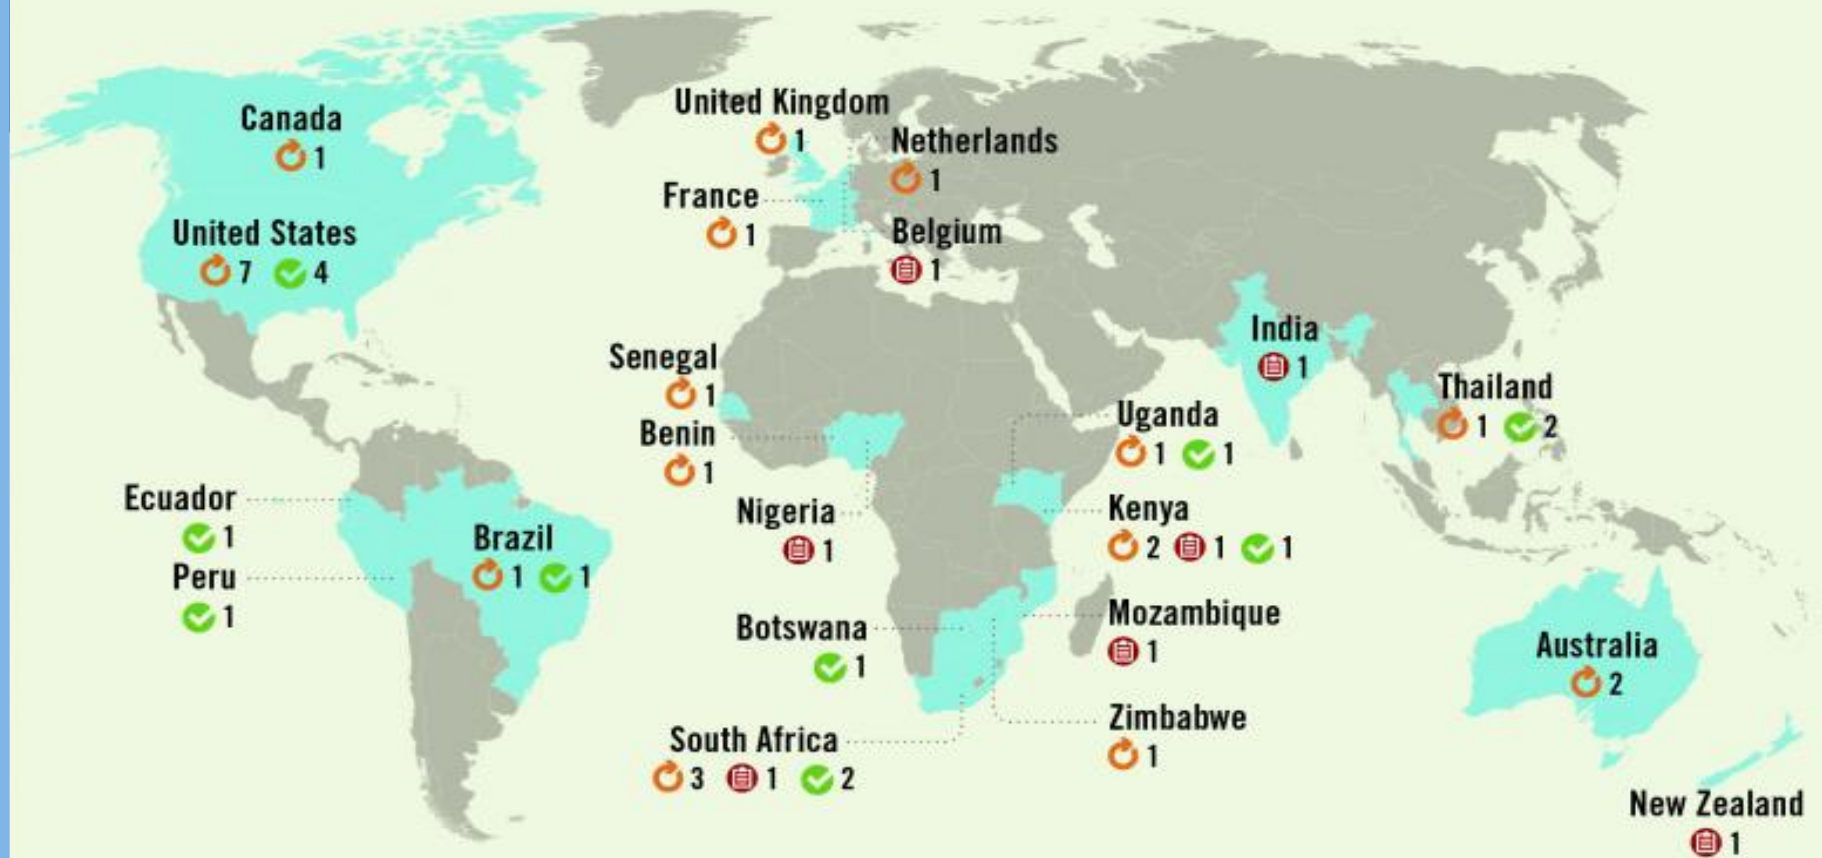 Canada
1
United States
7 4
United Kingdom
1
Netherlands
1
France
1
Belgium
1
Senegal
1
Benin
1
Nigeria
1
Uganda
1 1
Kenya
2 1 1
India
1
Thailand
1 2
Ecuador
1
Peru
1
Brazil
1 1
Botswana
1
Mozambique
1
South Africa
3 1 2
Zimbabwe
1
Australia
2
New Zealand
1